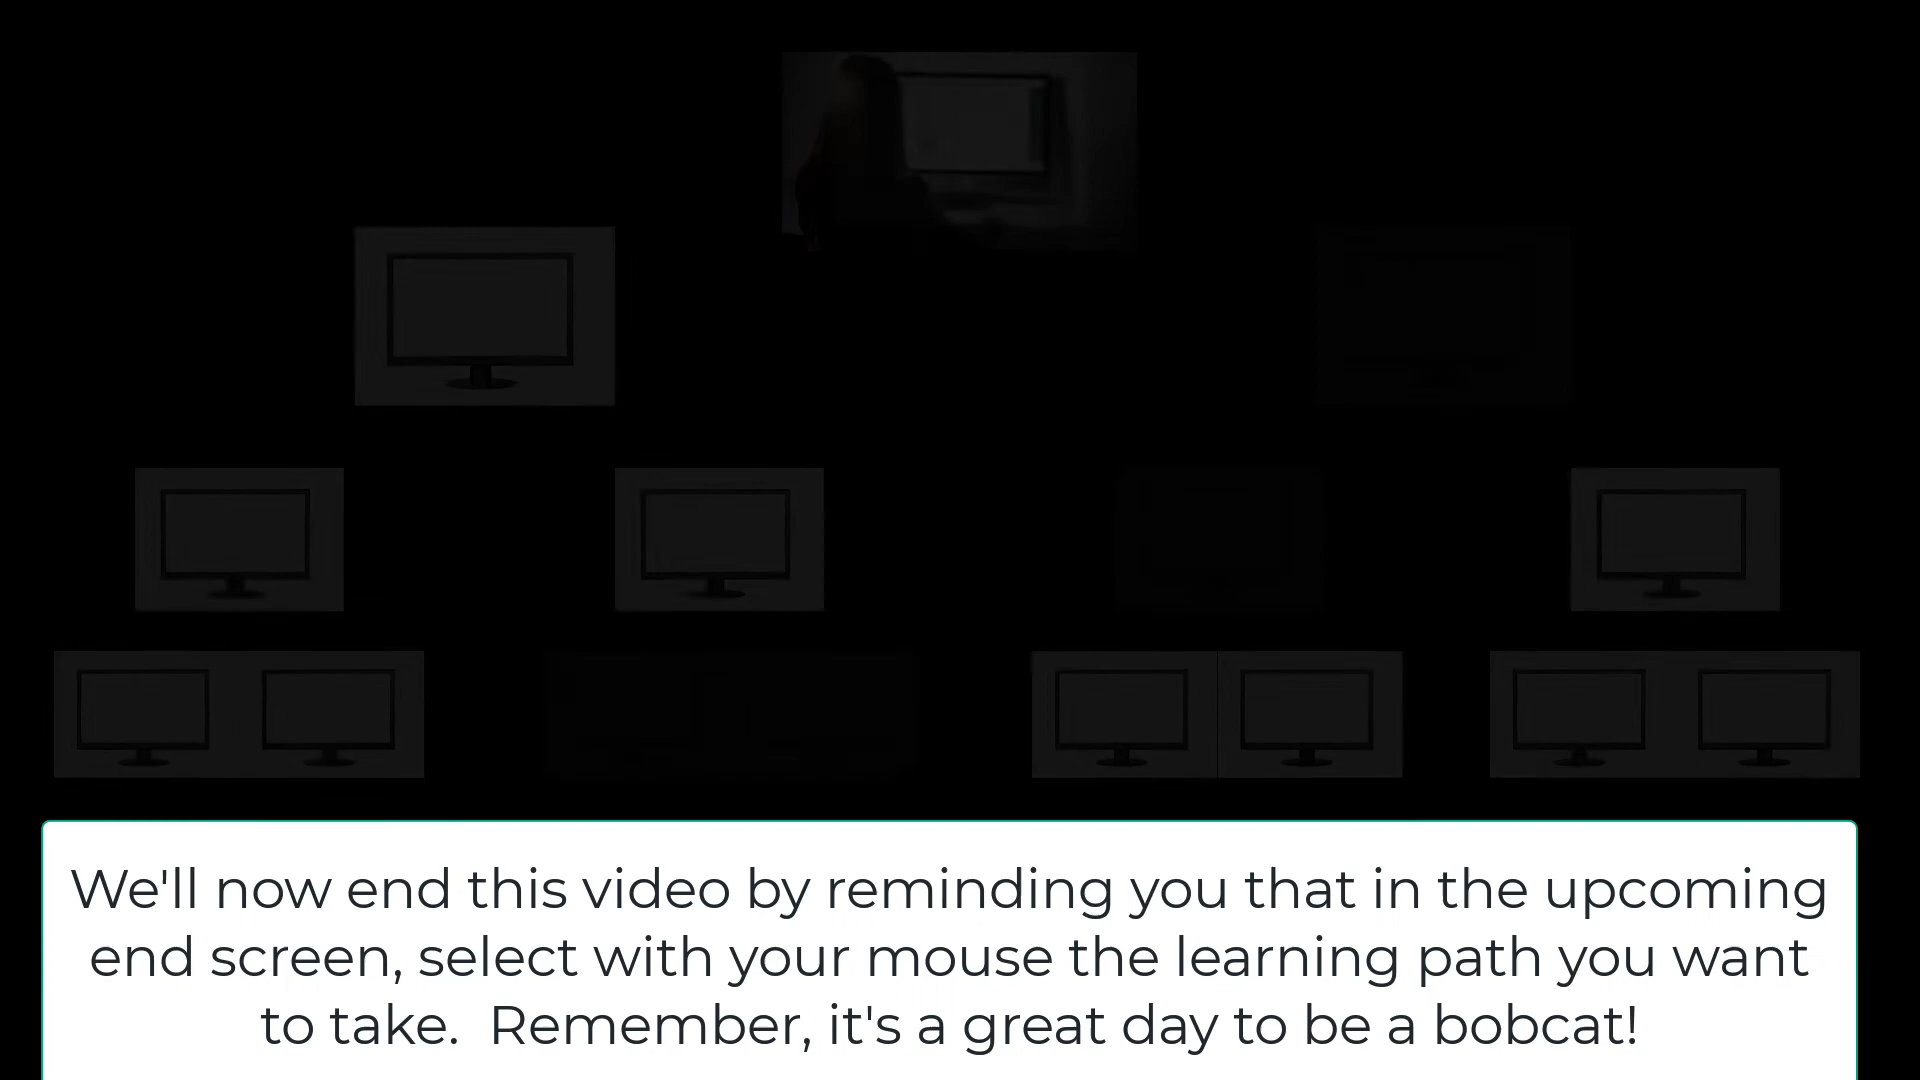 We'll now end this video by reminding you that in the upcoming
end screen, select with your mouse the learning path you want
to take.  Remember, it's a great day to be a bobcat!